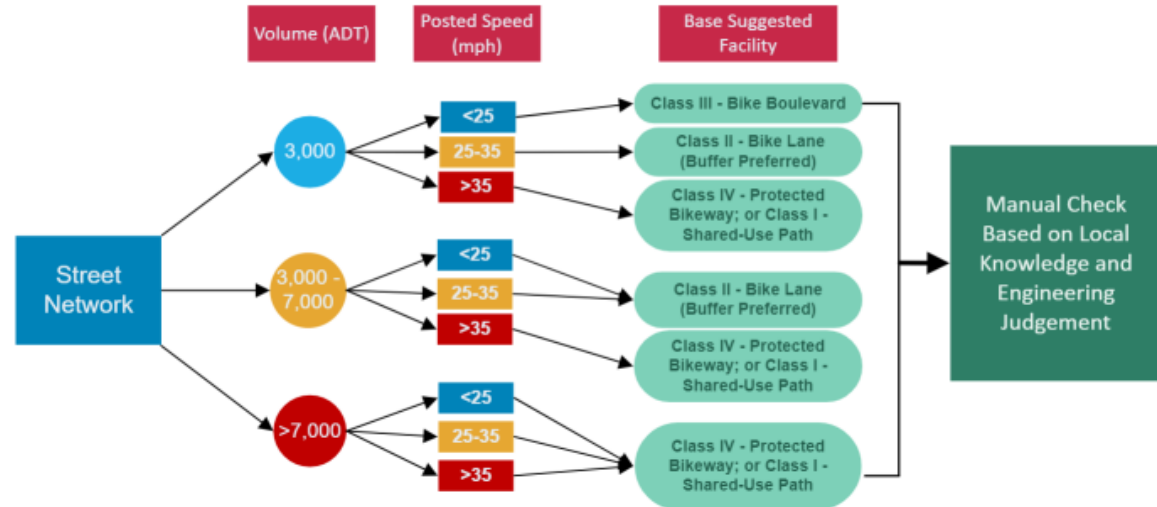 Volume (ADT)
Posted Speed
(mph)
Base Suggested
Facility
Street
Network
3,000
<25
25-35
>35
Class III - Bike Boulevard
Class II - Bike Lane
(Buffer Preferred)
Class IV - Protected
Bikeway; or Class I -
Shared-Use Path
3,000 -
7,000
<25
25-35
>35
Class II - Bike Lane
(Buffer Preferred)
Class IV - Protected
Bikeway; or Class I -
Shared-Use Path
>7,000
<25
25-35
>35
Class IV - Protected
Bikeway; or Class I -
Shared-Use Path
Manual Check
Based on Local
Knowledge and
Engineering
Judgement